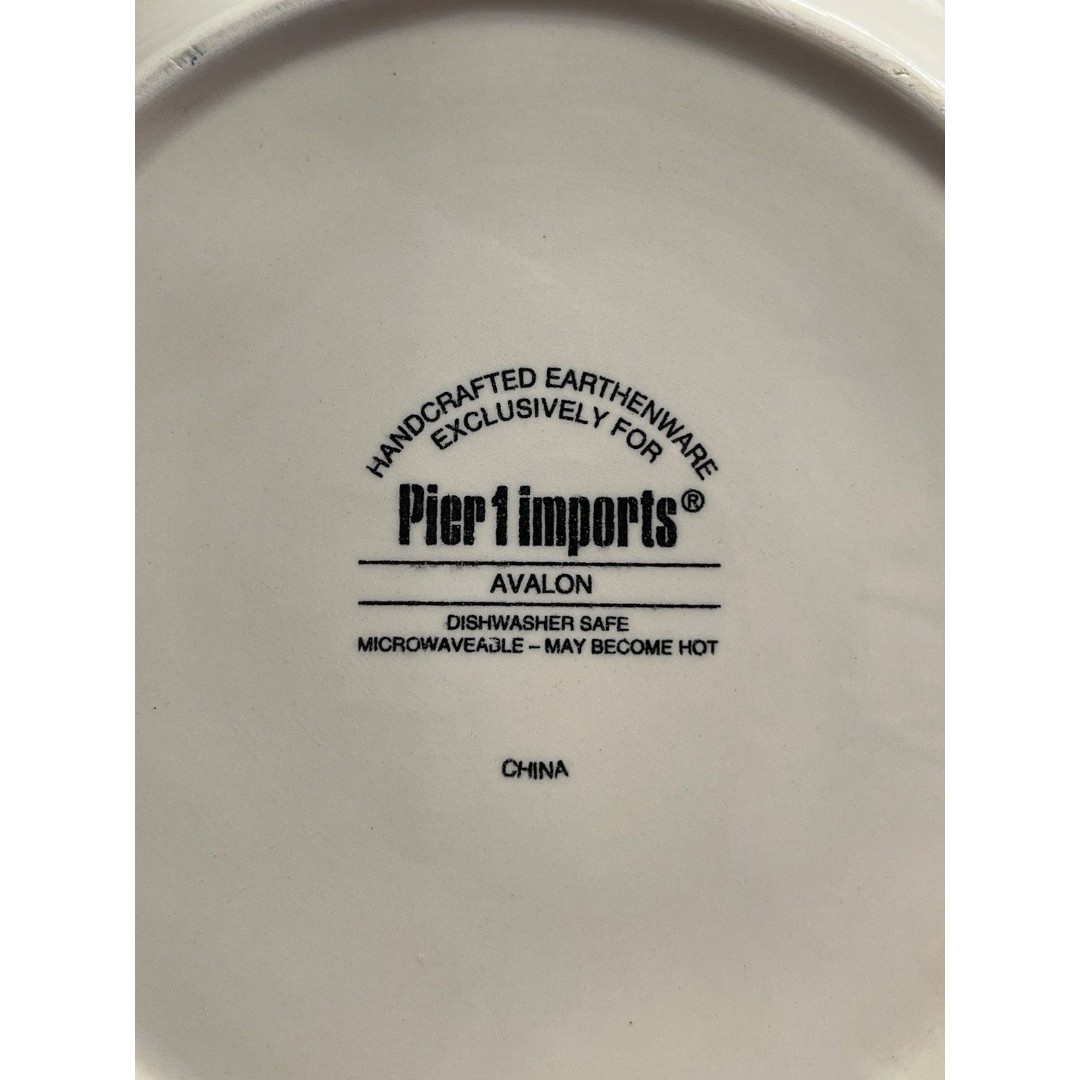 HANDCRAFTED EARTHENWARE
EXCLUSIVELY FOR
Pier 1 imports®
AVALON
DISHWASHER SAFE
MICROWAVEABLE – MAY BECOME HOT
CHINA